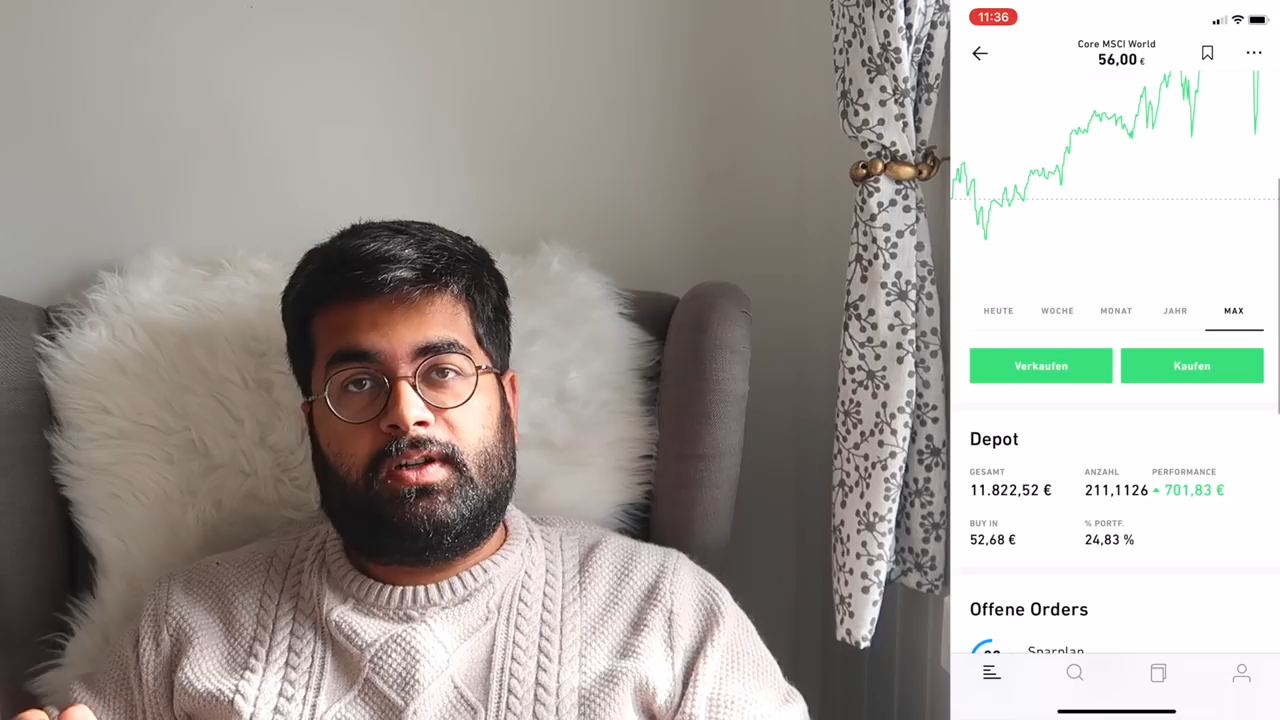 11:36
Core MSCI World
56,00 €
HEUTE WOCHE MONAT JAHR MAX
Verkaufen Kaufen
Depot
GESAMT ANZAHL PERFORMANCE
11.822,52 € 211,1126 701,83 €
BUY IN % PORTF.
52,68 € 24,83 %
Offene Orders
Sparplan